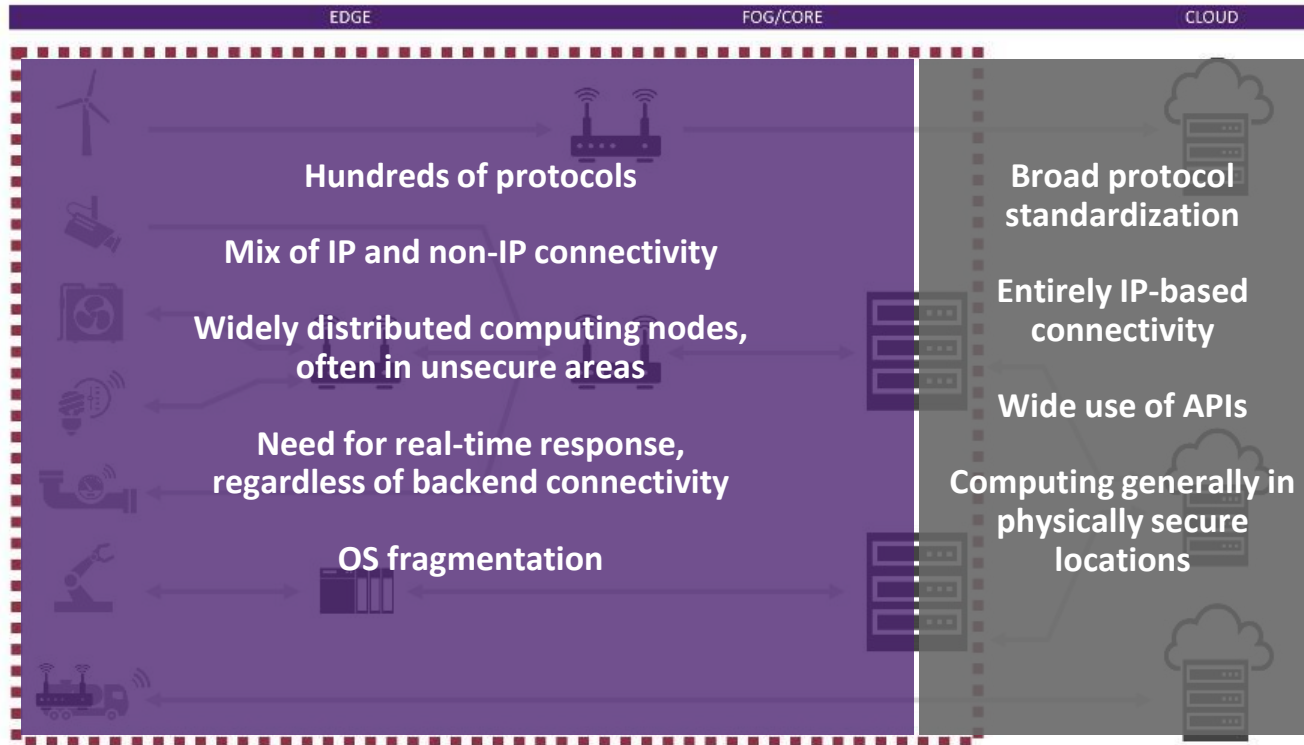 EDGE
FOG/CORE
CLOUD
Hundreds of protocols
Mix of IP and non-IP connectivity
Widely distributed computing nodes,
often in unsecure areas
Need for real-time response,
regardless of backend connectivity
OS fragmentation
Broad protocol
standardization
Entirely IP-based
connectivity
Wide use of APIs
Computing generally in
physically secure
locations